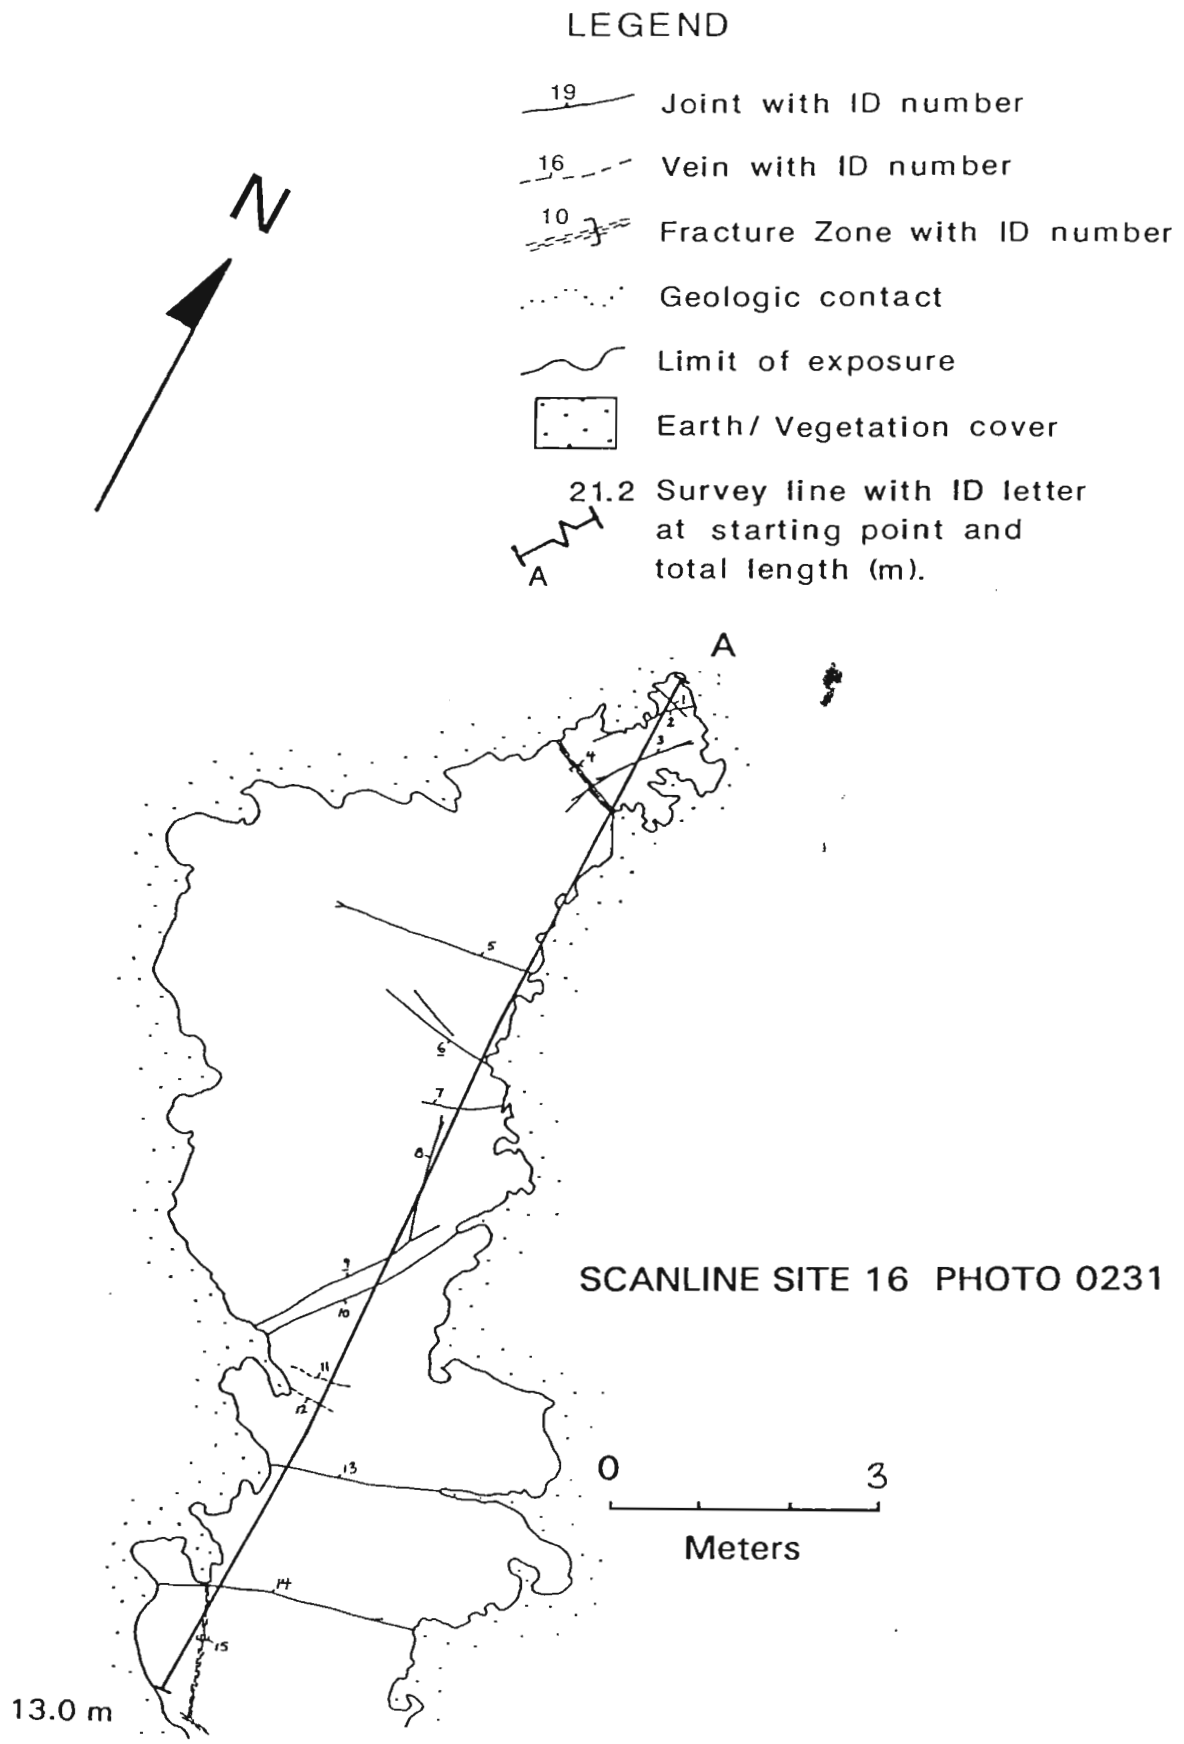 LEGEND
19 Joint with ID number
16 Vein with ID number
10 Fracture Zone with ID number
Geologic contact
Limit of exposure
Earth/ Vegetation cover
21.2 Survey line with ID letter
at starting point and
A total length (m).
N
A
1
2
3
4
5
6
7
8
9
10
11
12
13
14
15
SCANLINE SITE 16 PHOTO 0231
0 3
Meters
13.0 m